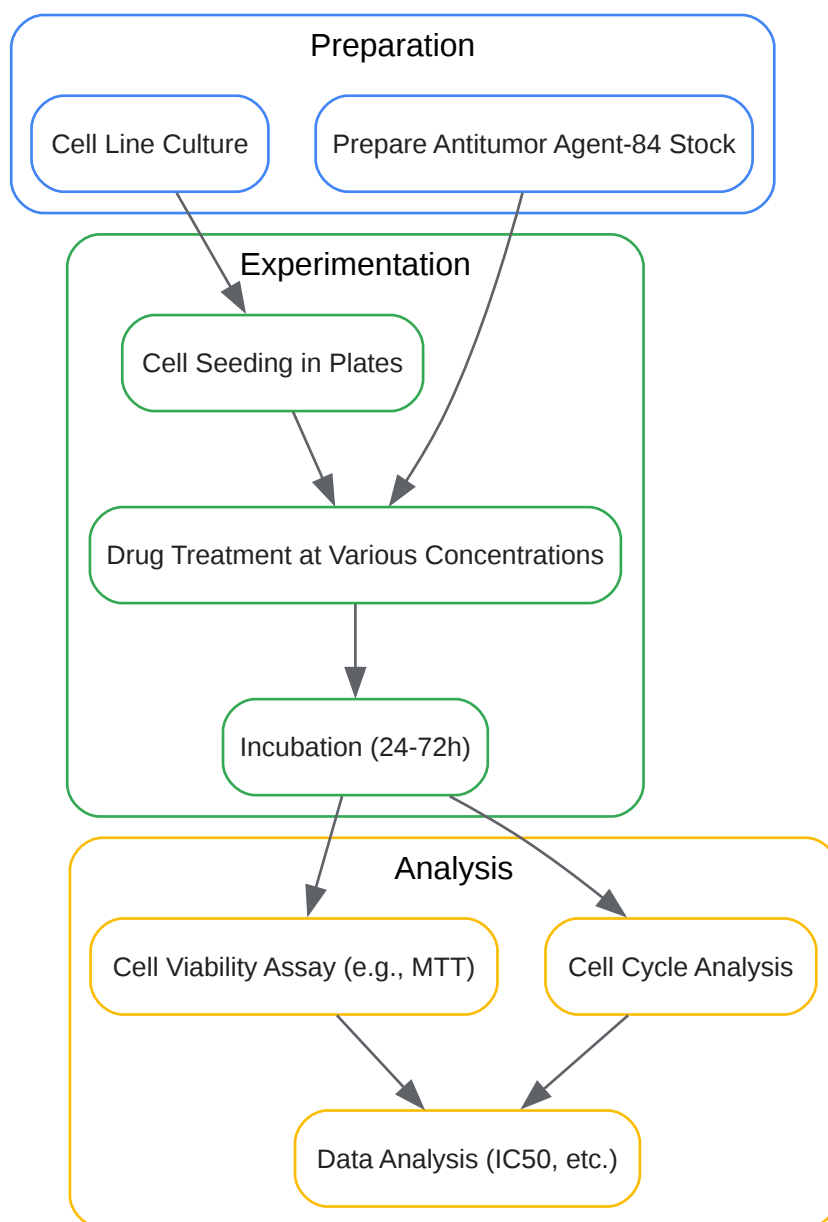 Preparation
Cell Line Culture
Prepare Antitumor Agent-84 Stock
Experimentation
Cell Seeding in Plates
Drug Treatment at Various Concentrations
Incubation (24-72h)
Analysis
Cell Viability Assay (e.g., MTT)
Cell Cycle Analysis
Data Analysis (IC50, etc.)